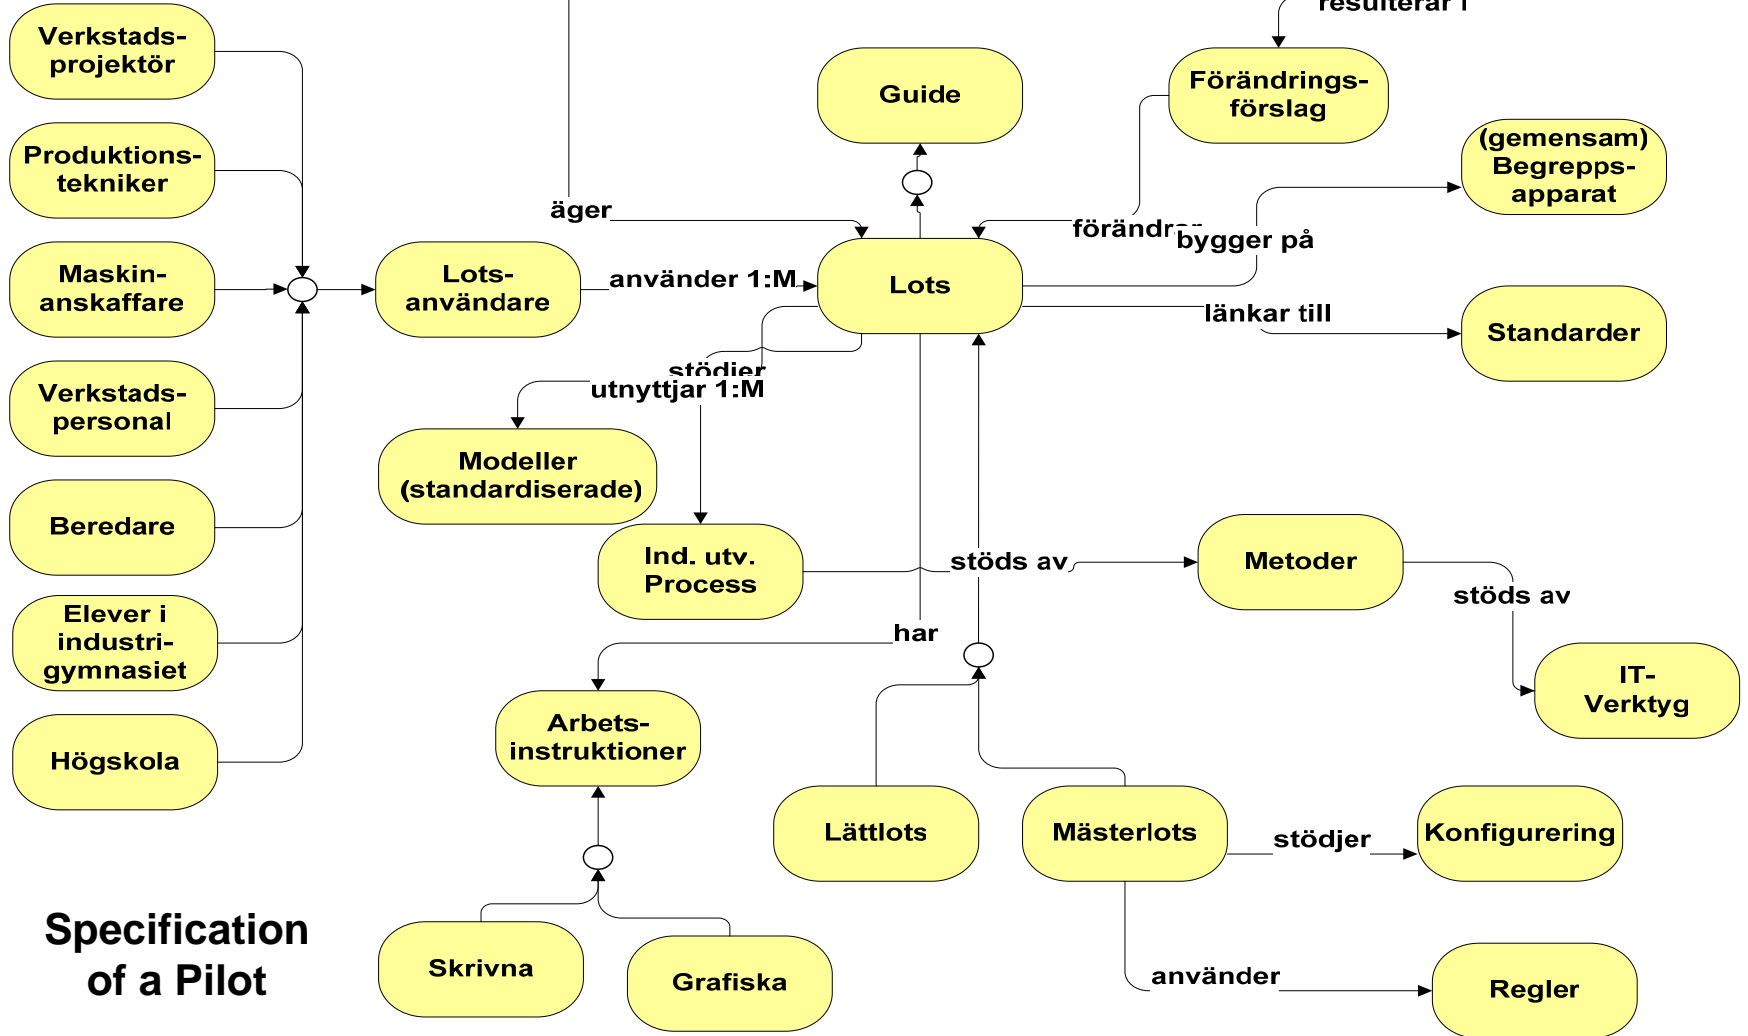 resulterar i
Verkstads-
projektör
Guide
Förändrings-
förslag
Produktions-
tekniker
(gemensam)
Begrepps-
apparat
äger
förändrar
bygger på
Maskin-
anskaffare
Lots-
användare
använder 1:M
Lots
länkar till
Standarder
Verkstads-
personal
stödjer
utnyttjar 1:M
Modeller
(standardiserade)
Beredare
Ind. utv.
Process
stöds av
Metoder
stöds av
Elever i
industri-
gymnasiet
har
IT-
Verktyg
Högskola
Arbets-
instruktioner
Lättlots
Mästerlots
stödjer
Konfigurering
Specification
of a Pilot
Skrivna
Grafiska
använder
Regler